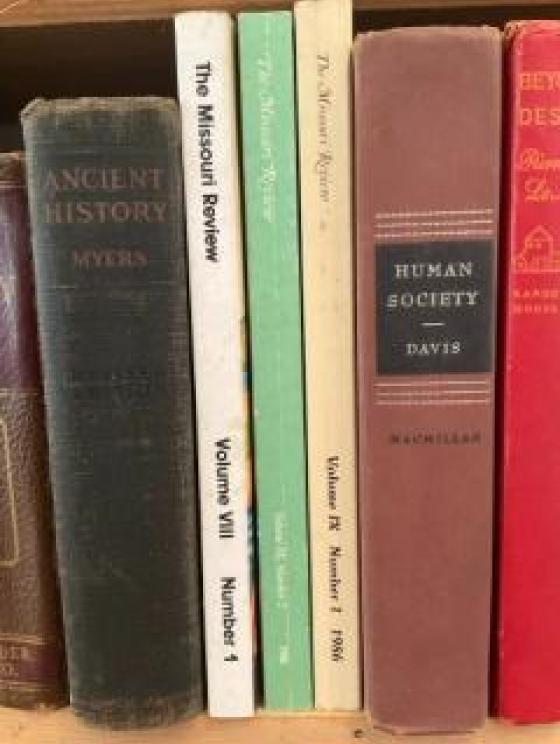 ANCIENT
HISTORY
MYERS
The Missouri Review Volume VIII Number 1
The Missouri Review
The Missouri Review Volume IX Number 1 1986
HUMAN
SOCIETY
DAVIS
MACMILLAN
DES